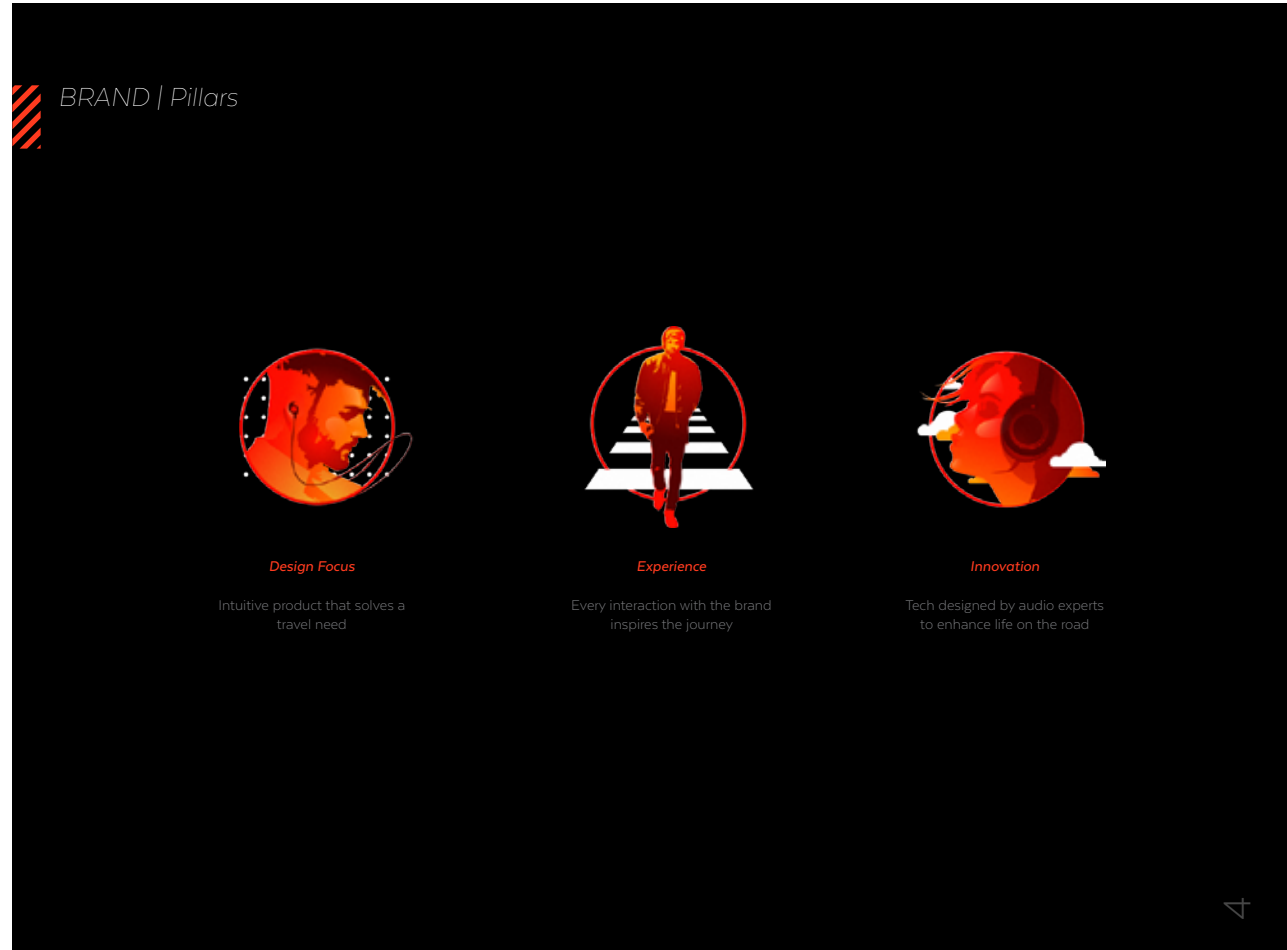 BRAND | Pillars
Design Focus
Intuitive product that solves a
travel need
Experience
Every interaction with the brand
inspires the journey
Innovation
Tech designed by audio experts
to enhance life on the road
4